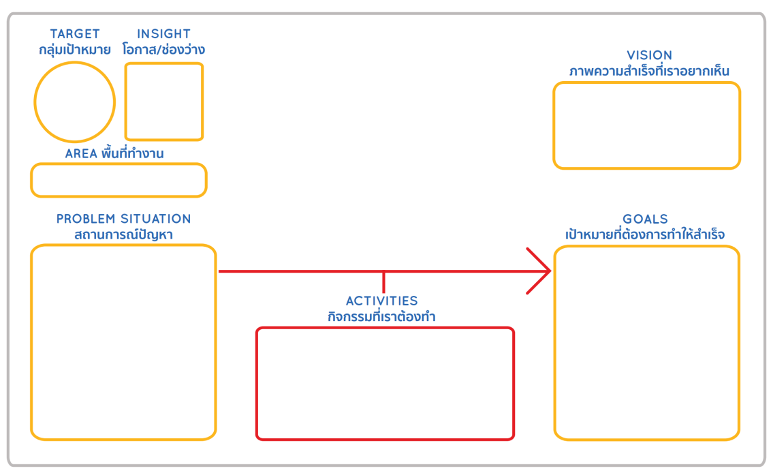 TARGET
กลุ่มเป้าหมาย
INSIGHT
โอกาส/ช่องว่าง
VISION
ภาพความสำเร็จที่เราอยากเห็น
AREA พื้นที่ทำงาน
PROBLEM SITUATION
สถานการณ์ปัญหา
GOALS
เป้าหมายที่ต้องการทำให้สำเร็จ
ACTIVITIES
กิจกรรมที่เราต้องทำ